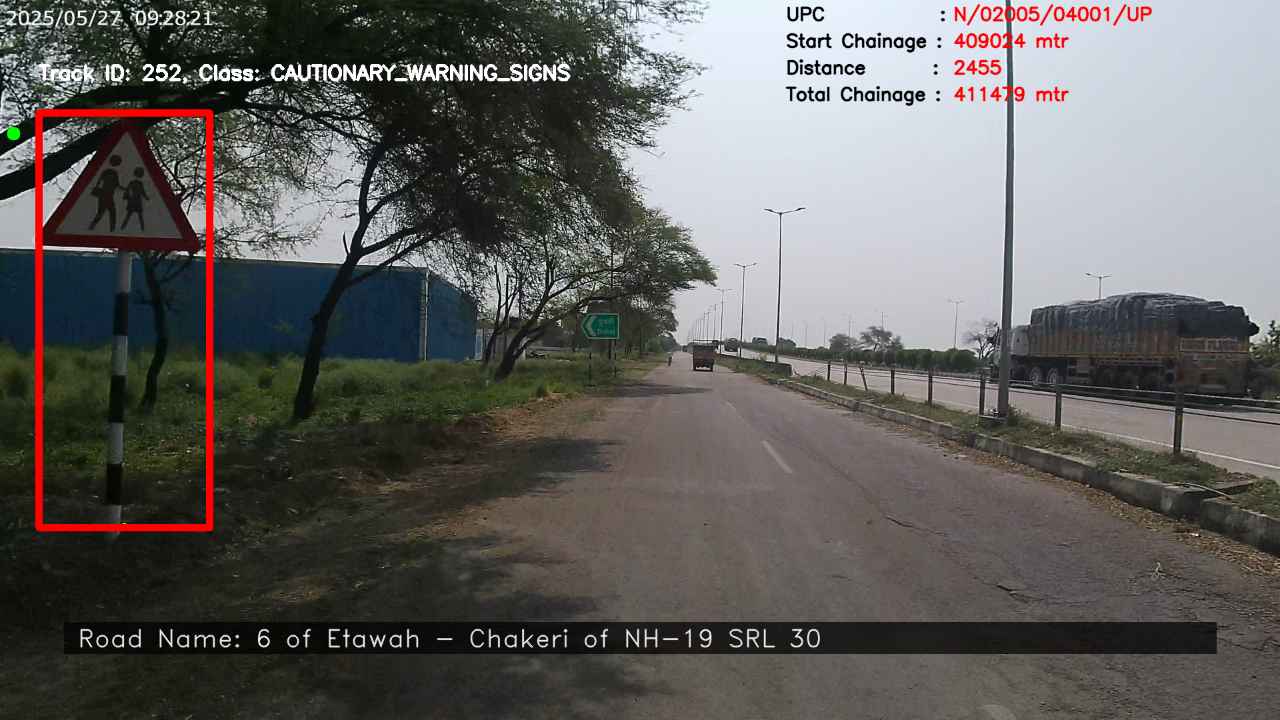 2025/05/27 09:28:21
UPC : N/02005/04001/UP
Start Chainage : 409024 mtr
Distance : 2455
Total Chainage : 411479 mtr
Track ID: 252, Class: CAUTIONARY_WARNING_SIGNS
Road Name: 6 of Etawah - Chakeri of NH-19 SRL 30